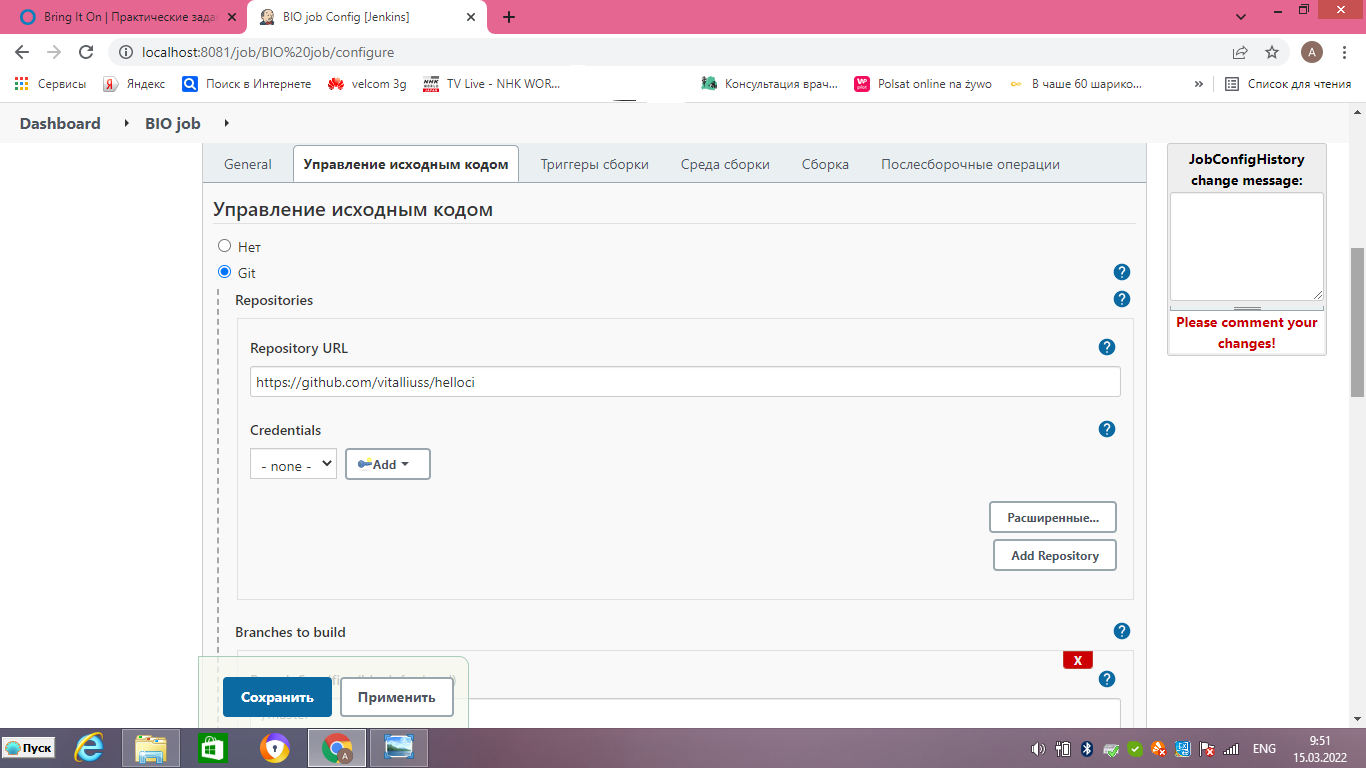 Bring It On | Практические зада
BIO job Config [Jenkins]
localhost:8081/job/BIO%20job/configure
A
Сервисы
Яндекс
Поиск в Интернете
velcom 3g
TV Live - NHK WOR...
Консультация врач...
Polsat online na żywo
В чаше 60 шарико...
»
Список для чтения
Dashboard
BIO job
General
Управление исходным кодом
Триггеры сборки
Среда сборки
Сборка
Послесборочные операции
JobConfigHistory
change message:
Please comment your
changes!
Управление исходным кодом
Нет
Git
Repositories
Repository URL
https://github.com/vitalliuss/helloci
Credentials
- none -
Add
Расширенные...
Add Repository
Branches to build
X
Сохранить
Применить
Пуск
ENG
9:51
15.03.2022